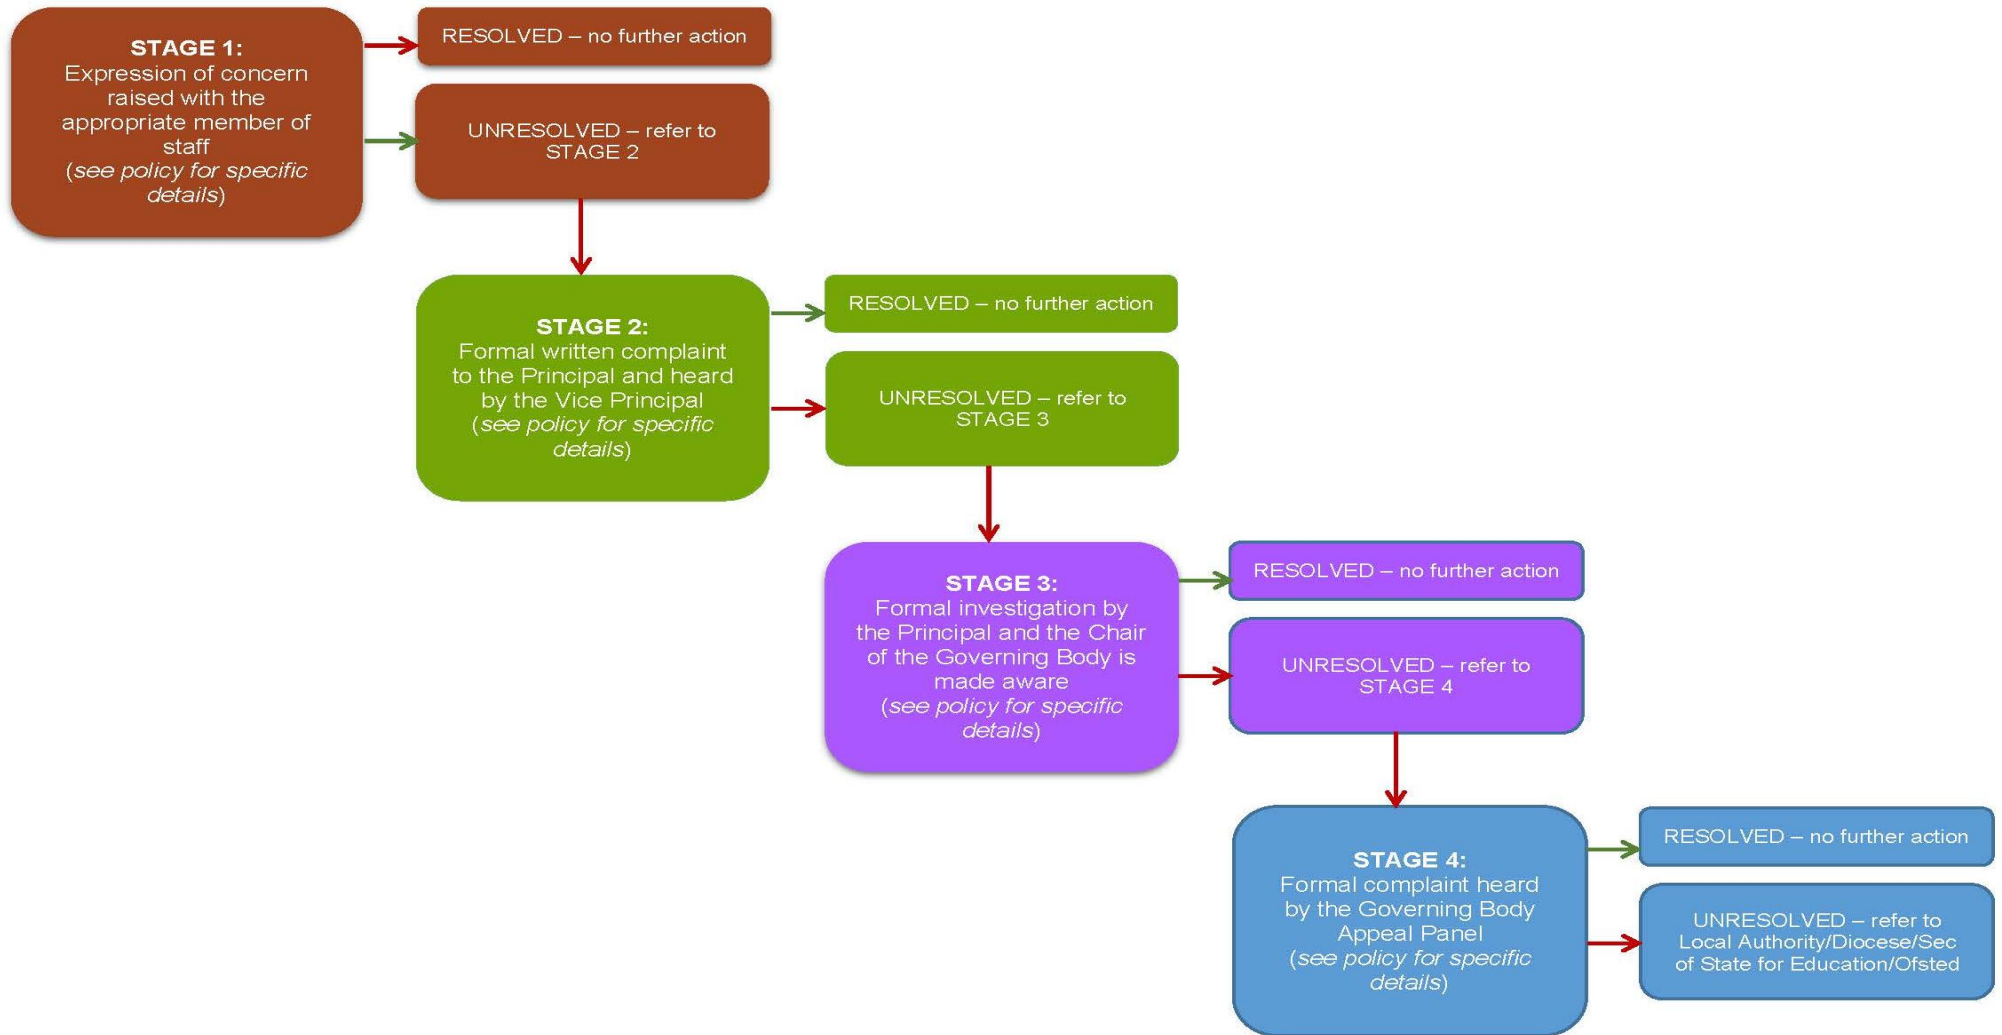 STAGE 1:
Expression of concern
raised with the
appropriate member of
staff
(see policy for specific
details)
RESOLVED – no further action
UNRESOLVED – refer to
STAGE 2
STAGE 2:
Formal written complaint
to the Principal and heard
by the Vice Principal
(see policy for specific
details)
RESOLVED – no further action
UNRESOLVED – refer to
STAGE 3
STAGE 3:
Formal investigation by
the Principal and the Chair
of the Governing Body is
made aware
(see policy for specific
details)
RESOLVED – no further action
UNRESOLVED – refer to
STAGE 4
STAGE 4:
Formal complaint heard
by the Governing Body
Appeal Panel
(see policy for specific
details)
RESOLVED – no further action
UNRESOLVED – refer to
Local Authority/Diocese/Sec
of State for Education/Ofsted